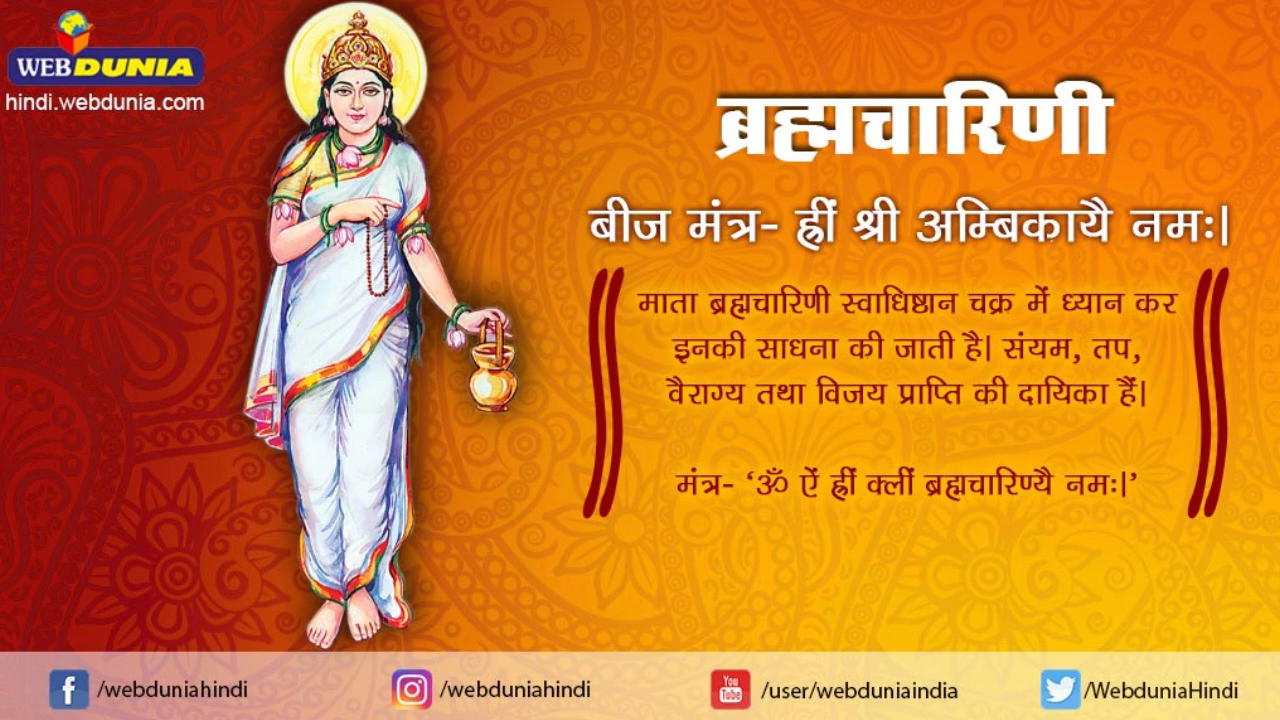 WEBDUNIA
hindi.webdunia.com
ब्रह्मचारिणी
बीज मंत्र- ह्रीं श्री अम्बिकायै नमः|
माता ब्रह्मचारिणी स्वाधिष्ठान चक्र में ध्यान कर
इनकी साधना की जाती है| संयम, तप,
वैराग्य तथा विजय प्राप्ति की दायिका हैं|
मंत्र- ‘ॐ ऐं ह्रीं क्लीं ब्रह्मचारिण्यै नमः|’
/webduniahindi
/webduniahindi
You Tube /user/webduniaindia
/WebduniaHindi